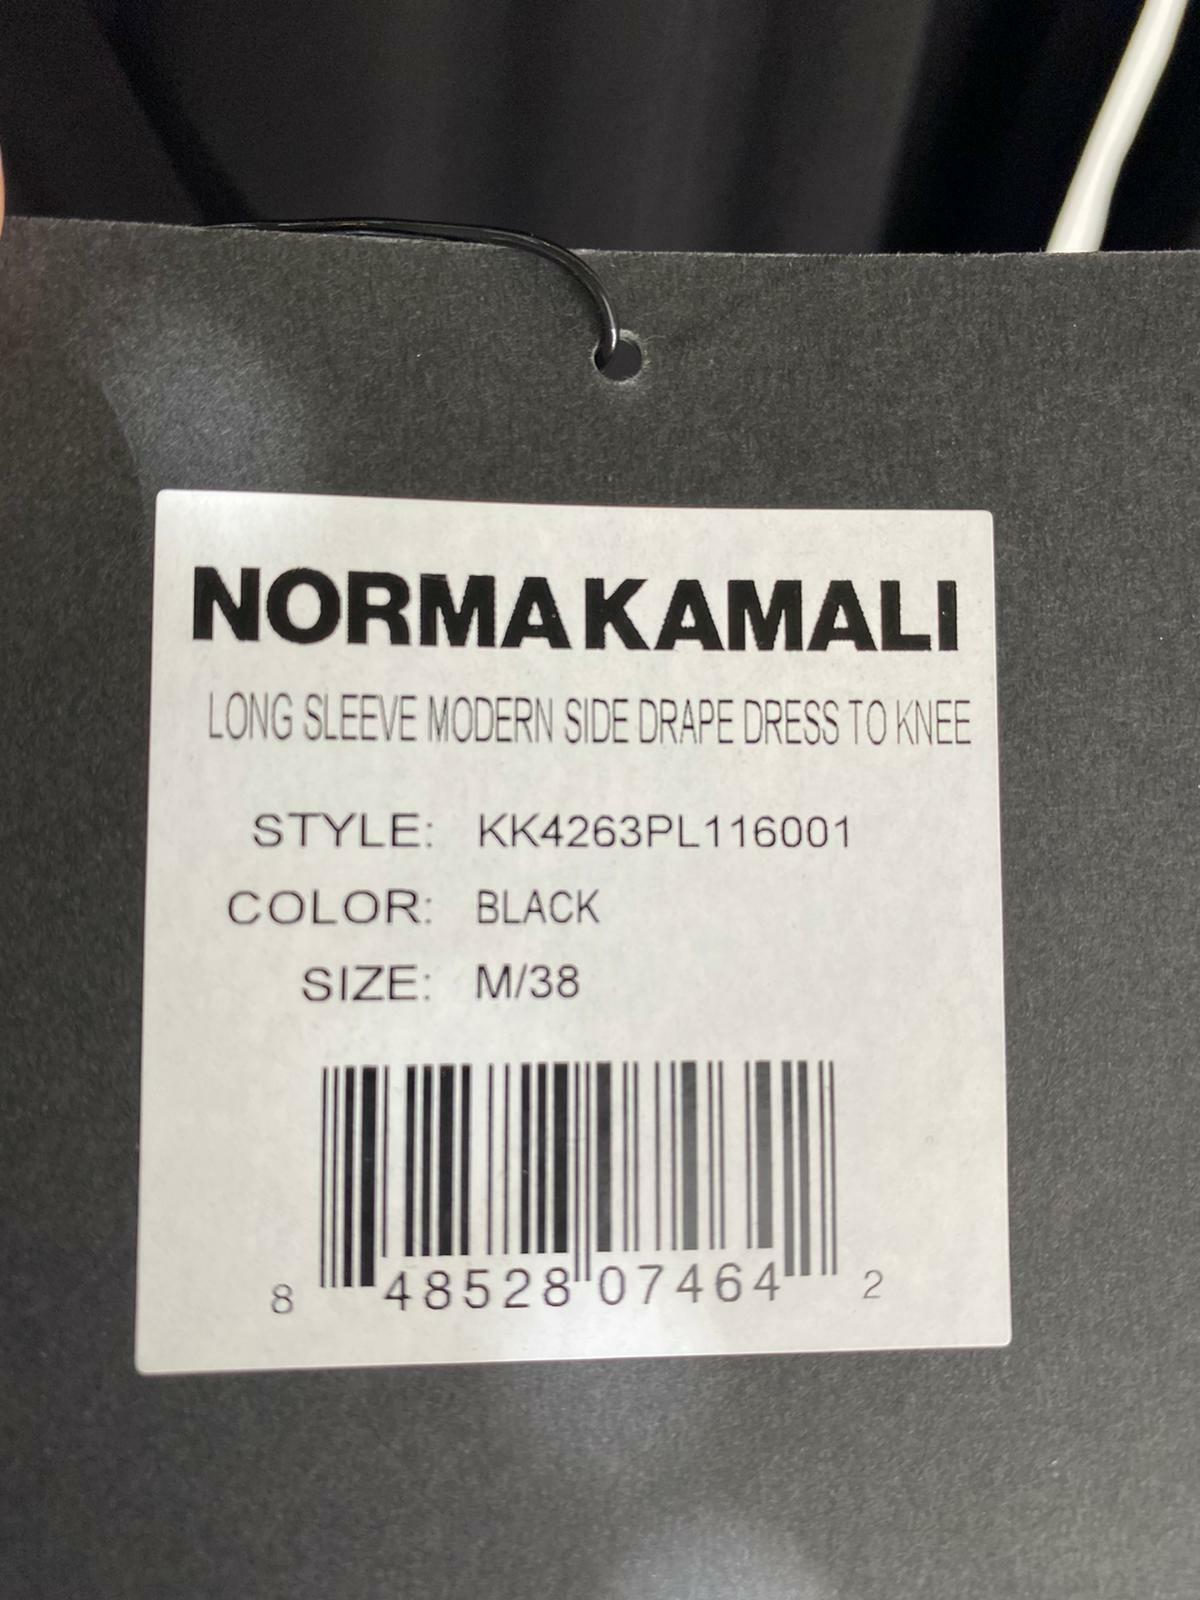 NORMA KAMALI
LONG SLEEVE MODERN SIDE DRAPE DRESS TO KNEE
STYLE: KK4263PL116001
COLOR: BLACK
SIZE: M/38
8 48528 07464 2